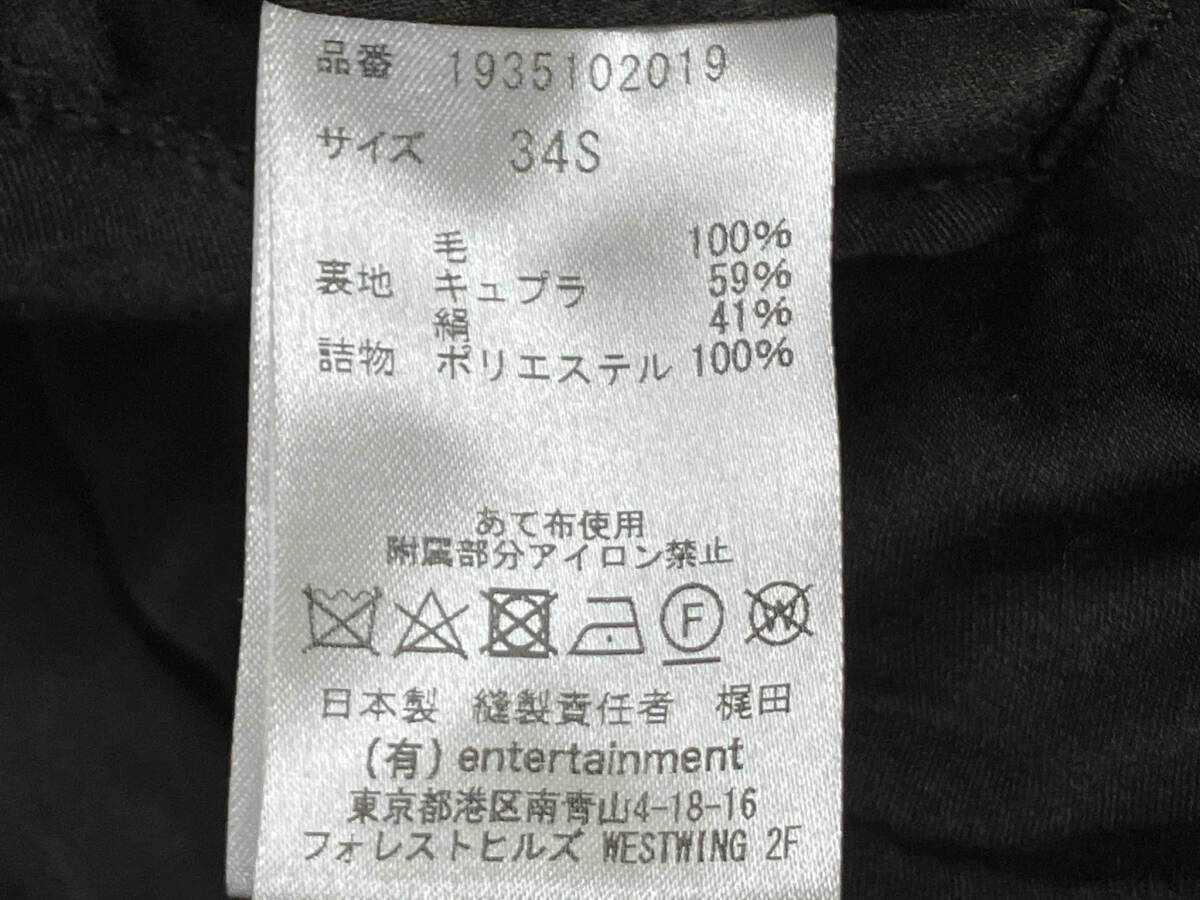 品番 1935102019
サイズ 34S
毛 100%
裏地 キュプラ 59%
絹 41%
詰物 ポリエステル 100%
あて布使用
附属部分アイロン禁止
F W
日本製 縫製責任者 梶田
(有) entertainment
東京都港区南青山4-18-16
フォレストヒルズ WESTWING 2F